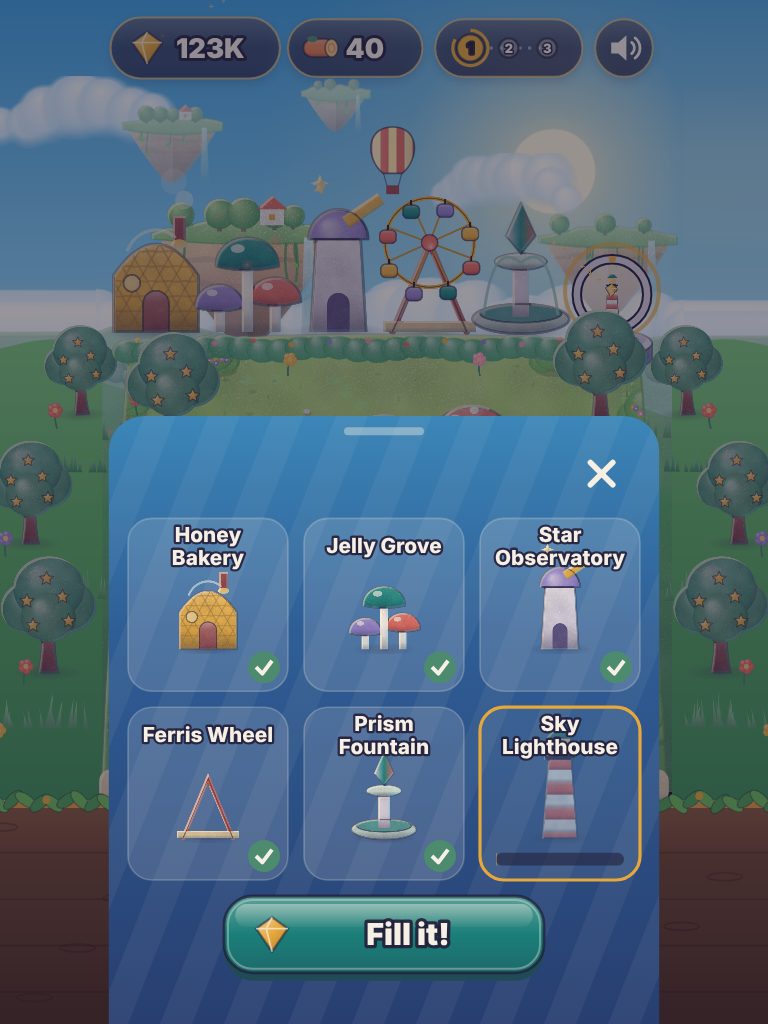 123K
40
1
2
3
Honey
Bakery
Jelly Grove
Star
Observatory
Ferris Wheel
Prism
Fountain
Sky
Lighthouse
Fill it!